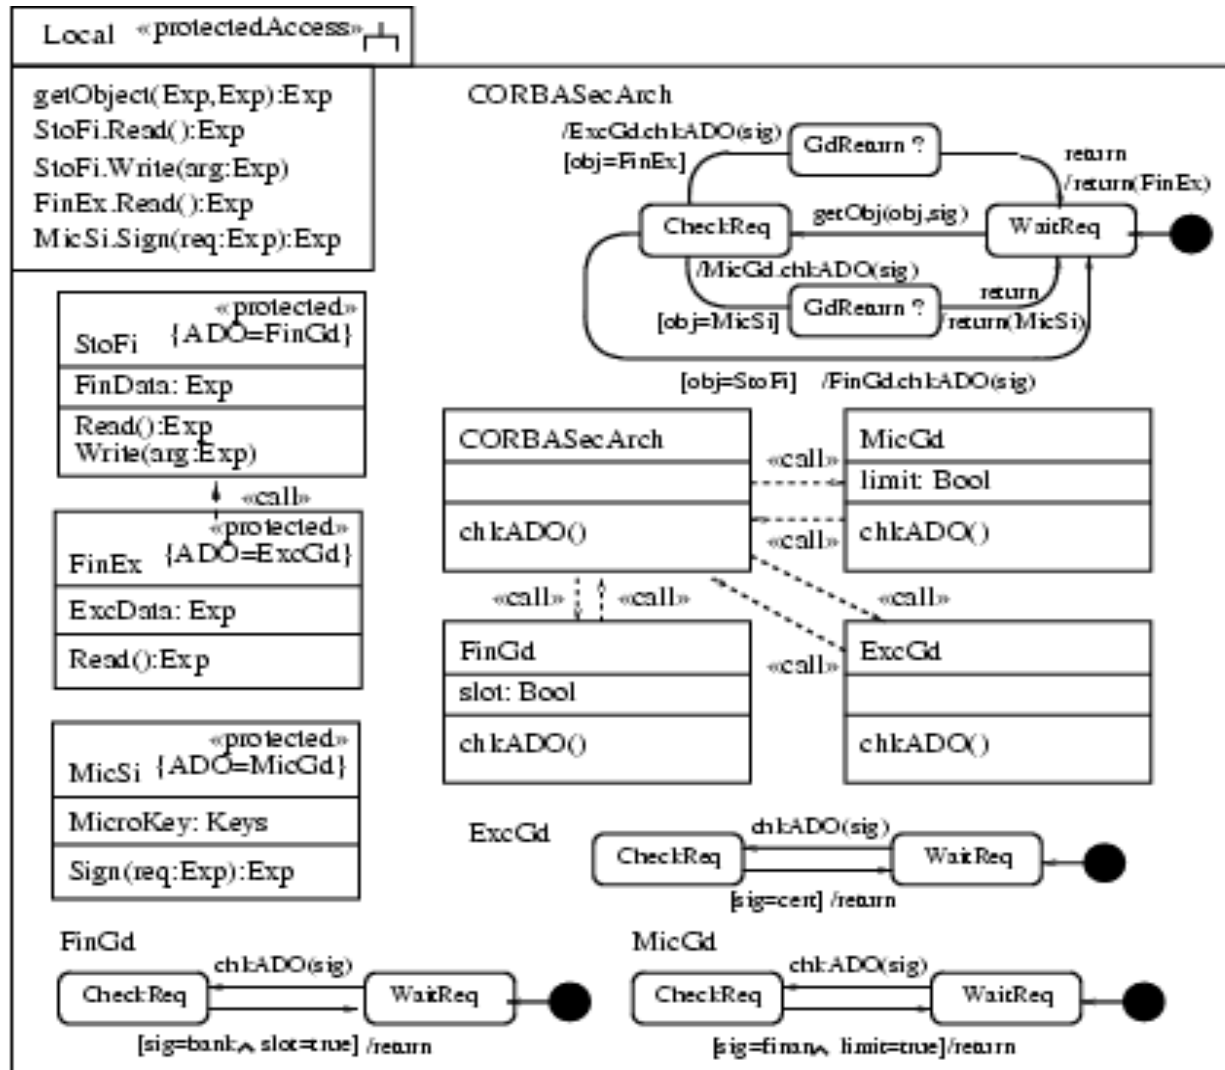 Local «protectedAccess»
getObject(Exp,Exp):Exp
StoFi.Read():Exp
StoFi.Write(arg:Exp)
FinEx.Read():Exp
MicSi.Sign(req:Exp):Exp
CORBASecArch
/ExcGd.chkADO(sig)
[obj=FinEx]
GdReturn ?
return
/return(FinEx)
CheckReq
getObj(obj,sig)
WaitReq
/MicGd.chkADO(sig)
[obj=MicSi]
GdReturn ?
return
/return(MicSi)
[obj=StoFi] /FinGd.chkADO(sig)
«protected»
StoFi {ADO=FinGd}
FinData: Exp
Read():Exp
Write(arg:Exp)
«call»
«protected»
FinEx {ADO=ExcGd}
ExcData: Exp
Read():Exp
«protected»
MicSi {ADO=MicGd}
MicroKey: Keys
Sign(req:Exp):Exp
CORBASecArch
chkADO()
«call»
«call»
MicGd
limit: Bool
chkADO()
«call» «call»
«call»
«call»
FinGd
slot: Bool
chkADO()
ExcGd
chkADO()
ExcGd
chkADO(sig)
CheckReq
WaitReq
[sig=cert] /return
FinGd
chkADO(sig)
CheckReq
WaitReq
[sig=bank∧ slot=true] /return
MicGd
chkADO(sig)
CheckReq
WaitReq
[sig=finan∧ limit=true]/return